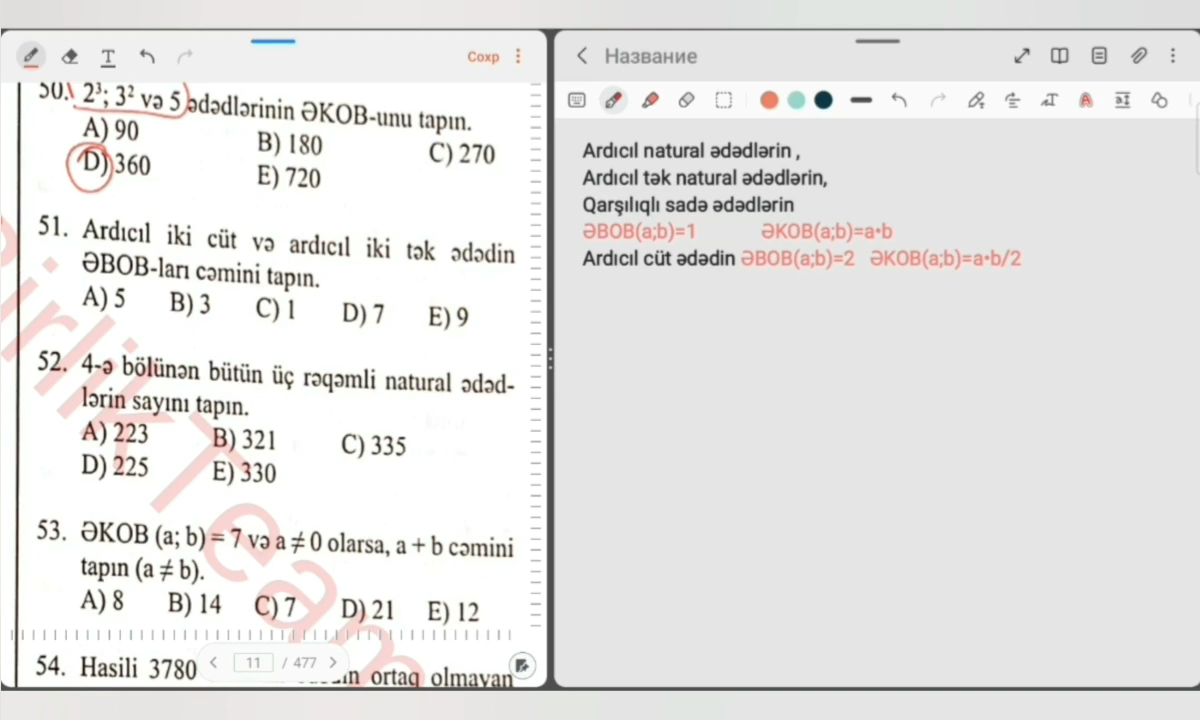 Сохр
50. 2³; 3² və 5 ədədlərinin ƏKOB-unu tapın.
A) 90 B) 180 C) 270
D) 360 E) 720
51. Ardıcıl iki cüt və ardıcıl iki tək ədədin
ƏBOB-ları cəmini tapın.
A) 5 B) 3 C) 1 D) 7 E) 9
52. 4-ə bölünən bütün üç rəqəmli natural ədəd-
lərin sayını tapın.
A) 223 B) 321 C) 335
D) 225 E) 330
53. ƏKOB (a; b) = 7 və a ≠ 0 olarsa, a + b cəmini
tapın (a ≠ b).
A) 8 B) 14 C) 7 D) 21 E) 12
54. Hasili 3780 ortaq olmayan
11 / 477
Название
Ardıcıl natural ədədlərin ,
Ardıcıl tək natural ədədlərin,
Qarşılıqlı sadə ədədlərin
ƏBOB(a;b)=1 ƏKOB(a;b)=a•b
Ardıcıl cüt ədədin ƏBOB(a;b)=2 ƏKOB(a;b)=a•b/2